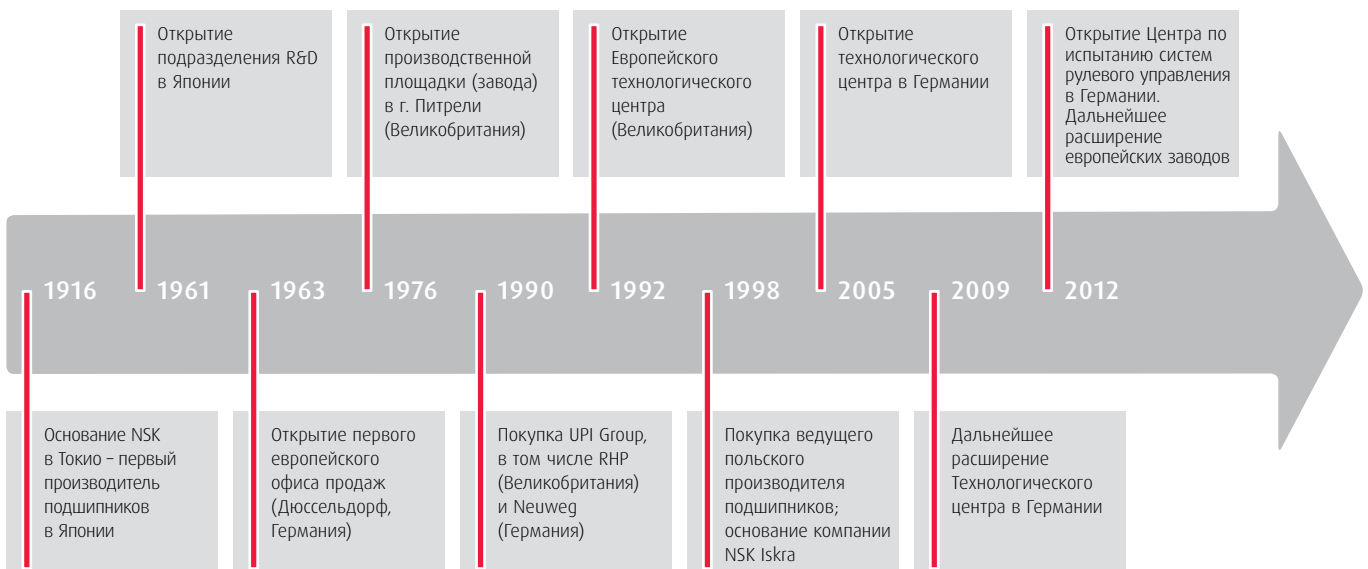 Открытие
подразделения R&D
в Японии
Открытие
производственной
площадки (завода)
в г. Питрели
(Великобритания)
Открытие
Европейского
технологического
центра
(Великобритания)
Открытие
технологического
центра в Германии
Открытие Центра по
испытанию систем
рулевого управления
в Германии.
Дальнейшее
расширение
европейских заводов
1916 1961 1963 1976 1990 1992 1998 2005 2009 2012
Основание NSK
в Токио – первый
производитель
подшипников
в Японии
Открытие первого
европейского
офиса продаж
(Дюссельдорф,
Германия)
Покупка UPI Group,
в том числе RHP
(Великобритания)
и Neuweg
(Германия)
Покупка ведущего
польского
производителя
подшипников;
основание компании
NSK Iskra
Дальнейшее
расширение
Технологического
центра в Германии